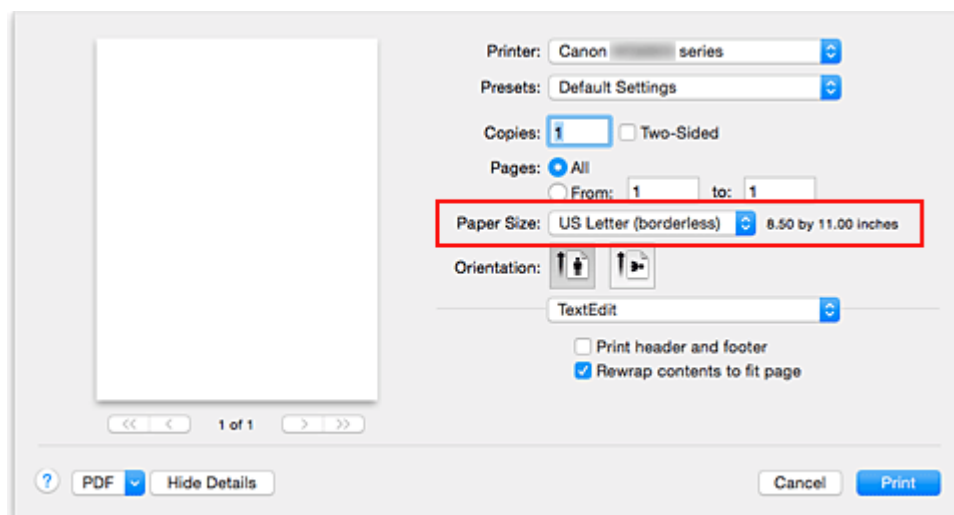 Printer: Canon series
Presets: Default Settings
Copies: 1 Two-Sided
Pages: All
From: 1 to: 1
Paper Size: US Letter (borderless) 8.50 by 11.00 inches
Orientation:
TextEdit
Print header and footer
Rewrap contents to fit page
1 of 1
? PDF Hide Details Cancel Print